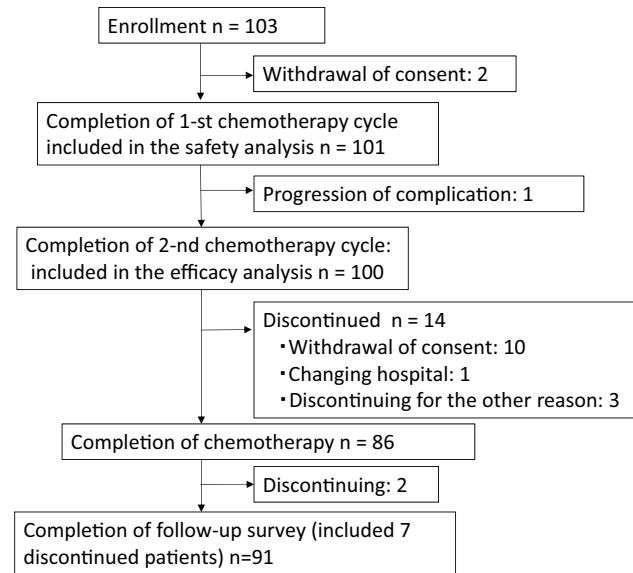 Enrollment n = 103
Withdrawal of consent: 2
Completion of 1-st chemotherapy cycle
included in the safety analysis n = 101
Progression of complication: 1
Completion of 2-nd chemotherapy cycle:
included in the efficacy analysis n = 100
Discontinued n = 14
・Withdrawal of consent: 10
・Changing hospital: 1
・Discontinuing for the other reason: 3
Completion of chemotherapy n = 86
Discontinuing: 2
Completion of follow-up survey (included 7
discontinued patients) n=91